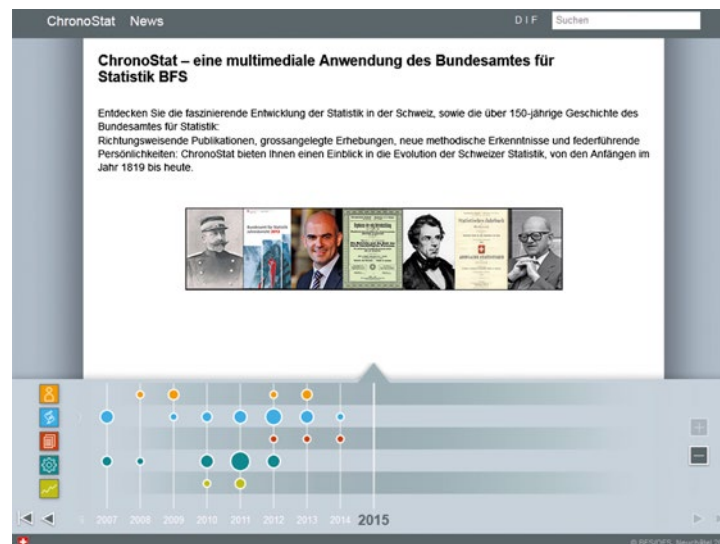 ChronoStat News
D I F
Suchen
ChronoStat – eine multimediale Anwendung des Bundesamtes für
Statistik BFS
Entdecken Sie die faszinierende Entwicklung der Statistik in der Schweiz, sowie die über 150-jährige Geschichte des
Bundesamtes für Statistik:
Richtungsweisende Publikationen, grossangelegte Erhebungen, neue methodische Erkenntnisse und federführende
Persönlichkeiten: ChronoStat bieten Ihnen einen Einblick in die Evolution der Schweizer Statistik, von den Anfängen im
Jahr 1819 bis heute.
2007 2008 2009 2010 2011 2012 2013 2014 2015
© BESIDES, Neuchâtel